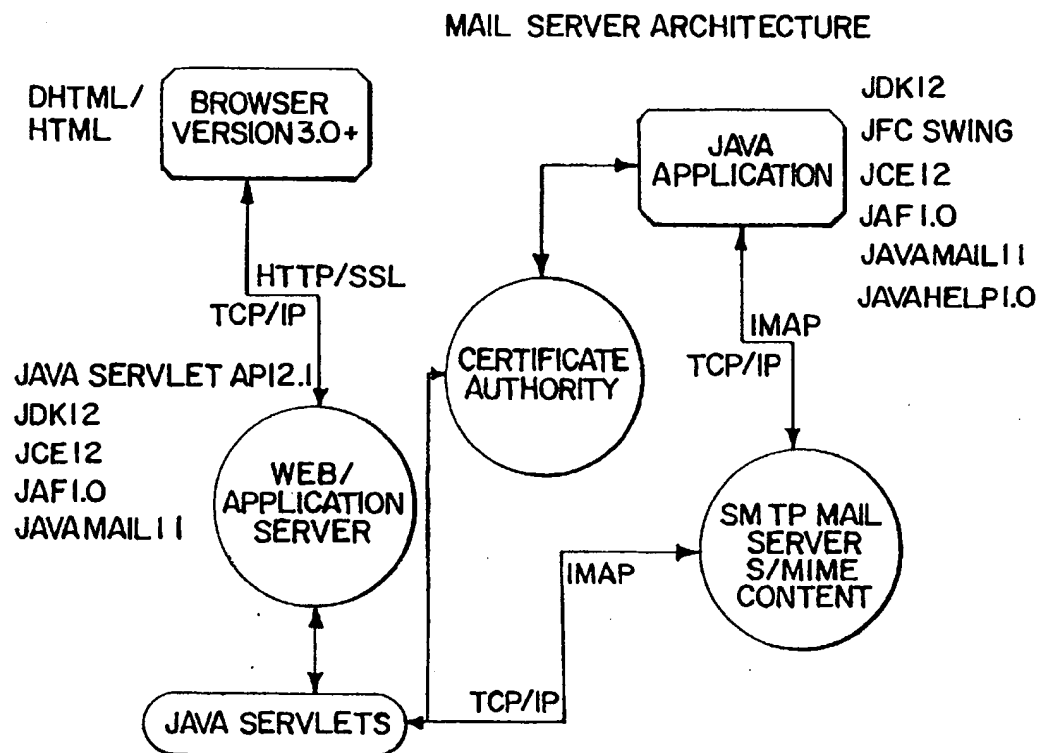 MAIL SERVER ARCHITECTURE
DHTML/
HTML
BROWSER
VERSION 3.0+
JAVA
APPLICATION
JDK12
JFC SWING
JCE12
JAF1.0
JAVAMAIL11
JAVAHELP1.0
HTTP/SSL
TCP/IP
IMAP
TCP/IP
CERTIFICATE
AUTHORITY
JAVA SERVLET API2.1
JDK12
JCE12
JAF1.0
JAVAMAIL11
WEB/
APPLICATION
SERVER
SMTP MAIL
SERVER
S/MIME
CONTENT
IMAP
TCP/IP
JAVA SERVLETS